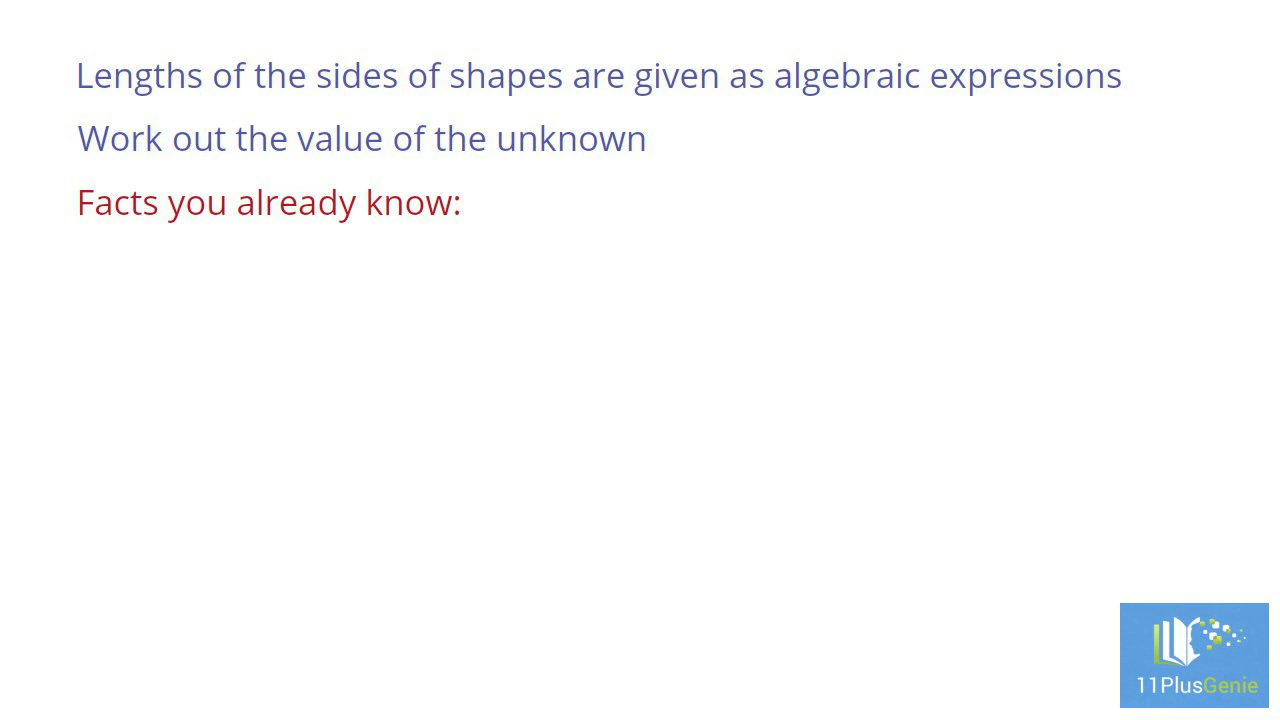 Lengths of the sides of shapes are given as algebraic expressions
Work out the value of the unknown
Facts you already know:
11PlusGenie